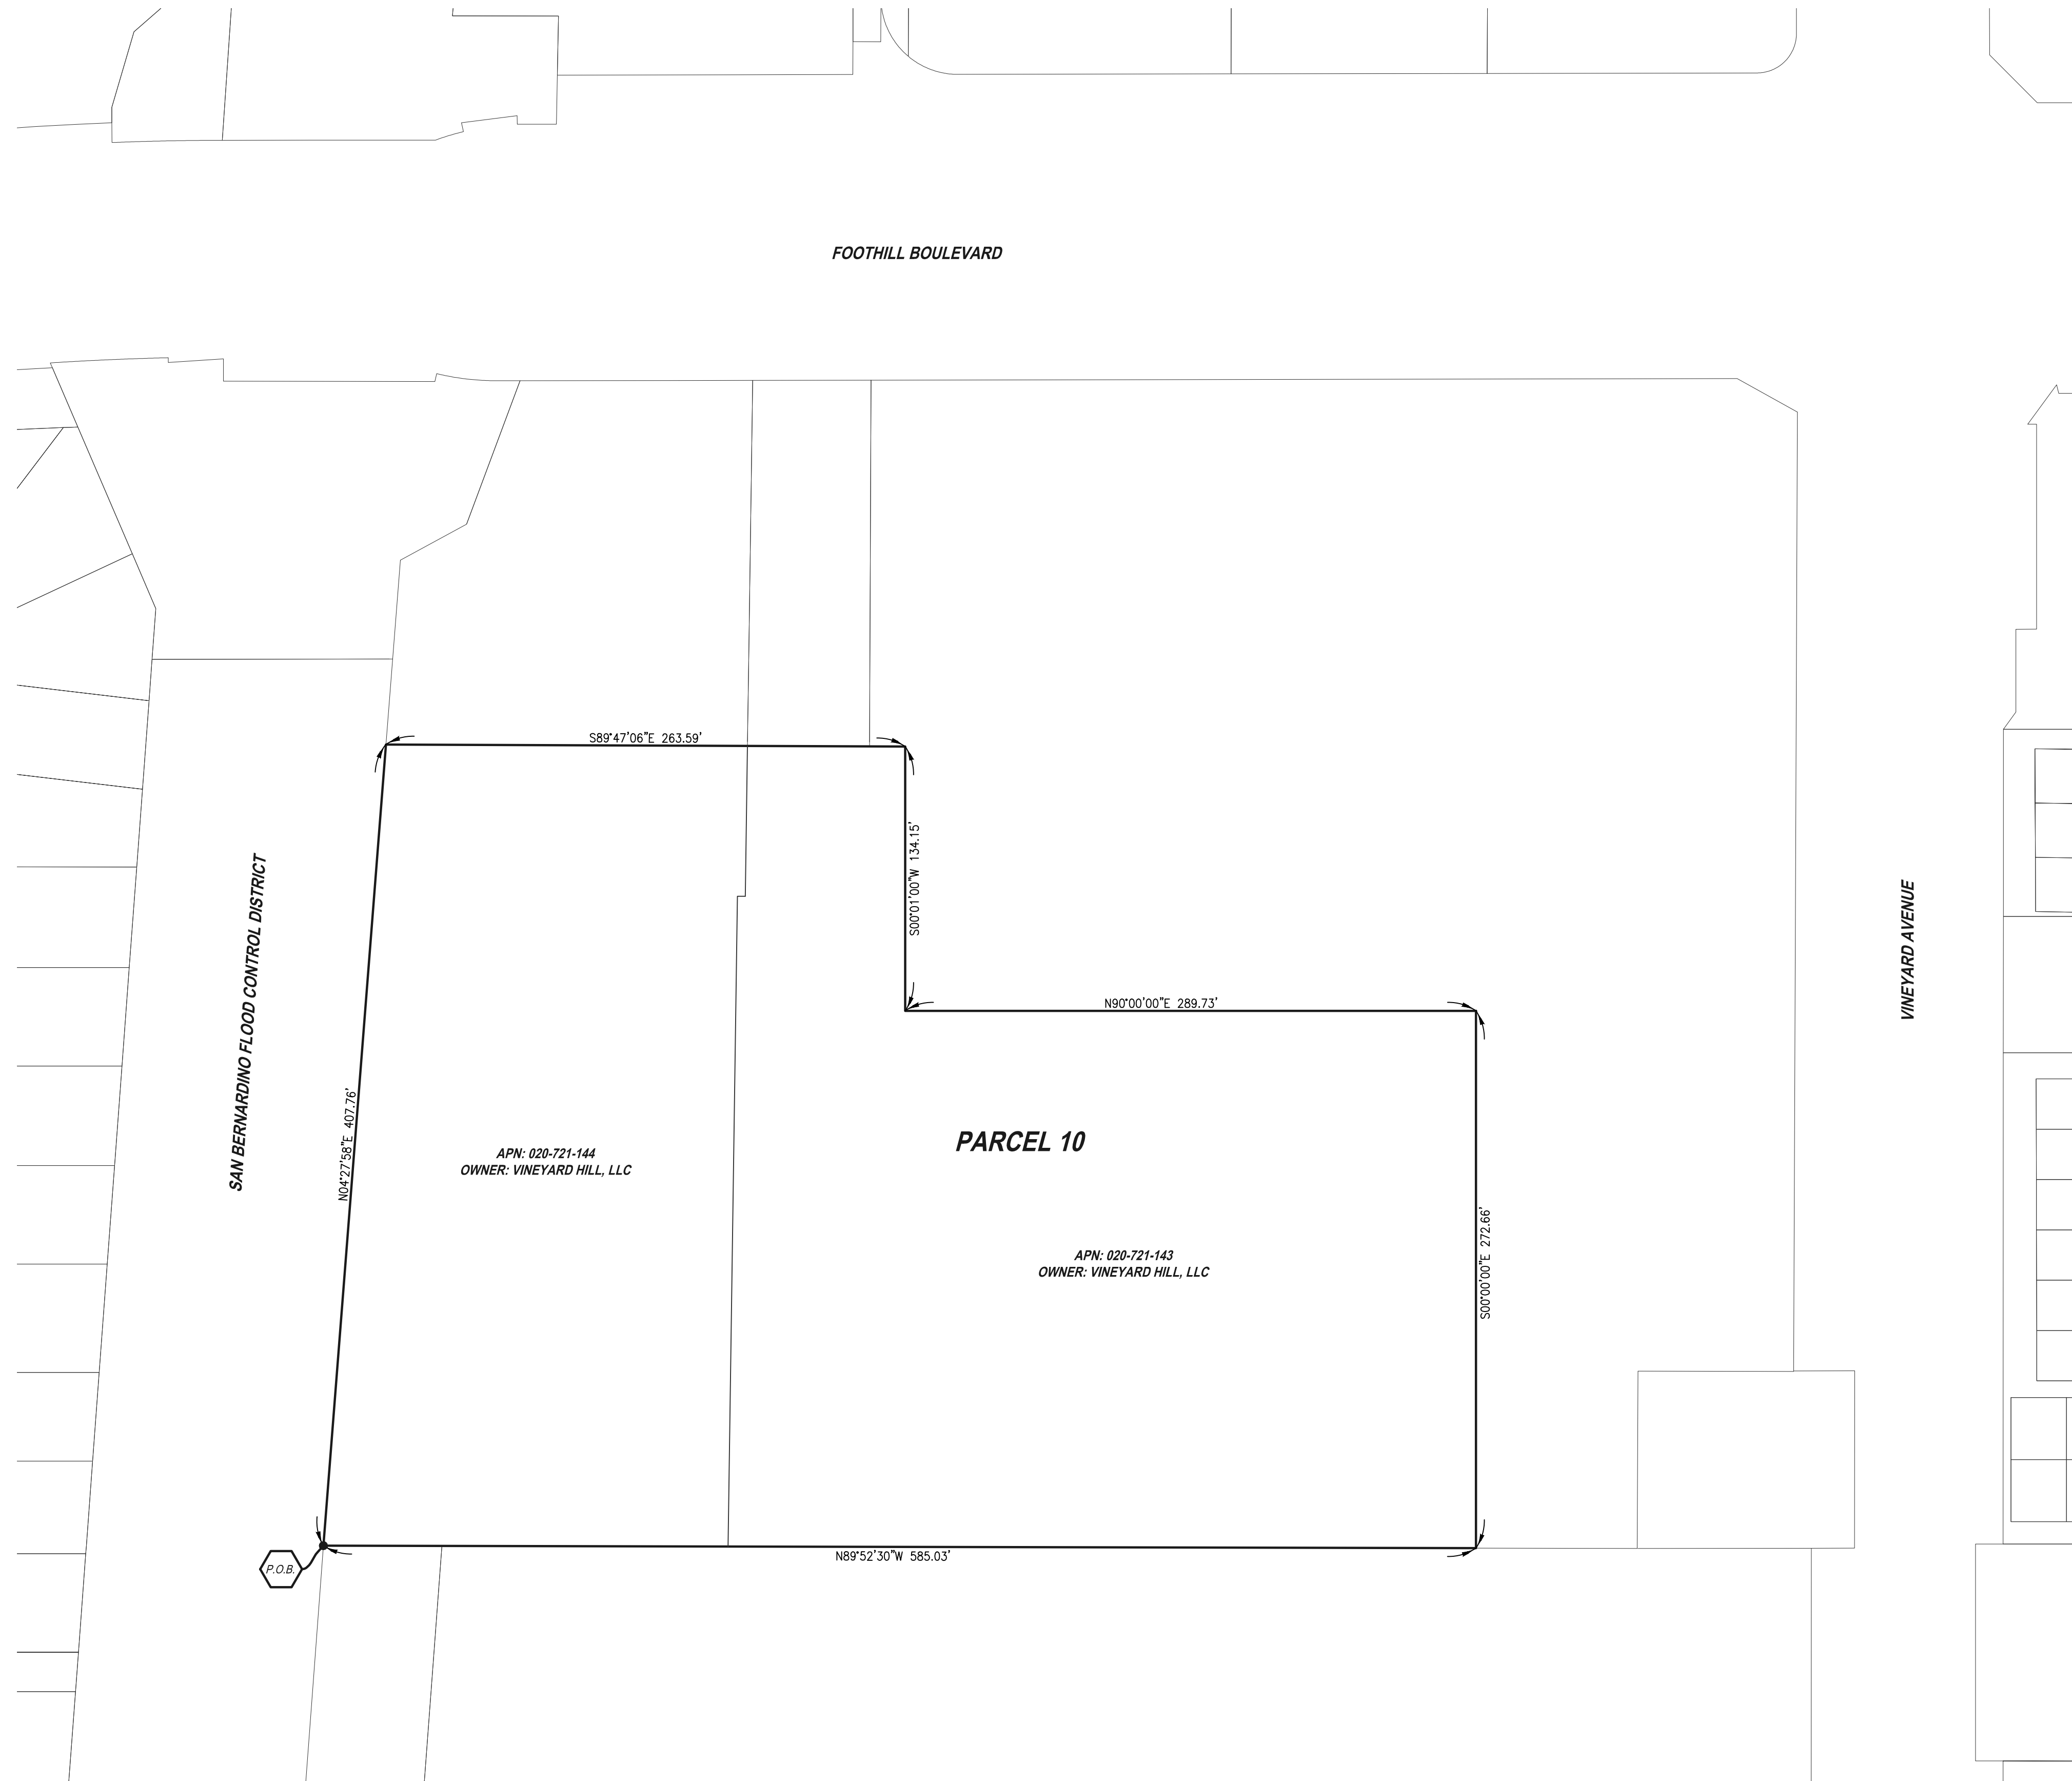 FOOTHILL BOULEVARD
S89°47'06"E 263.59'
S00°01'00"W 134.15'
SAN BERNARDINO FLOOD CONTROL DISTRICT
VINEYARD AVENUE
N90°00'00"E 289.73'
N04°27'58"E 407.76'
PARCEL 10
APN: 020-721-144
OWNER: VINEYARD HILL, LLC
APN: 020-721-143
OWNER: VINEYARD HILL, LLC
S00°00'00"E 272.66'
N89°52'30"W 585.03'
P.O.B.